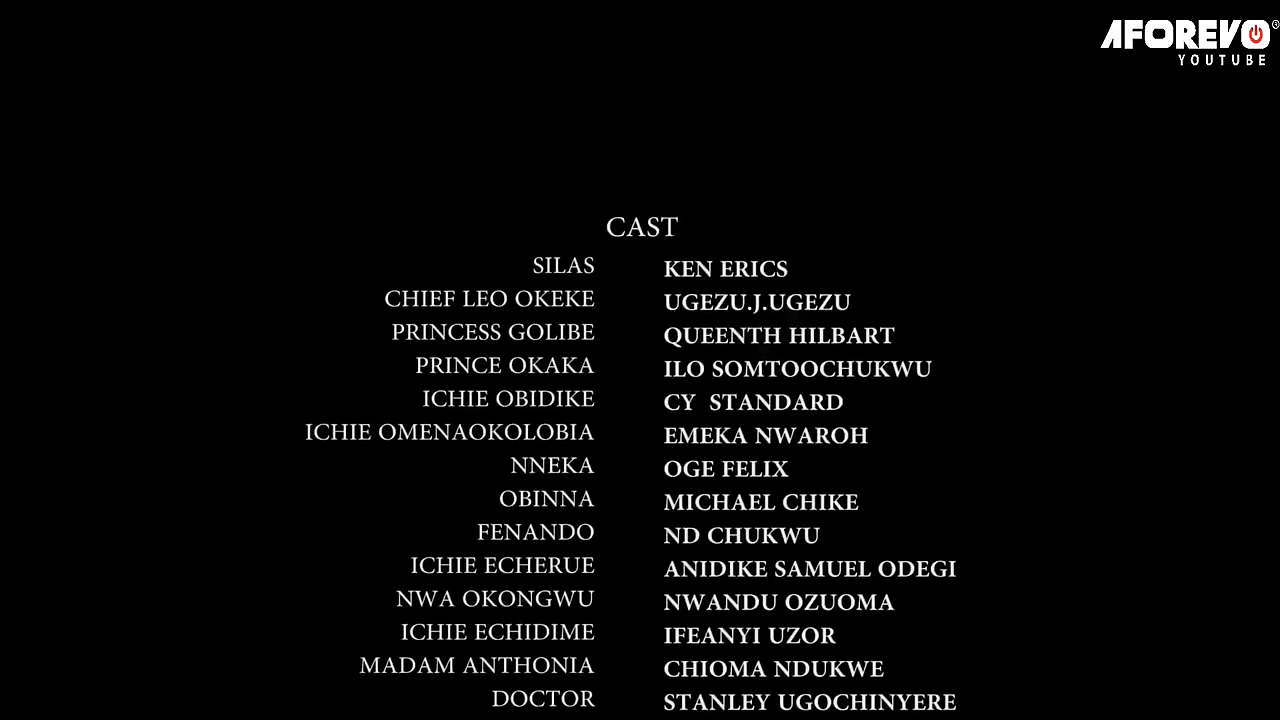 AFOREVO
YOUTUBE
CAST
SILAS KEN ERICS
CHIEF LEO OKEKE UGEZU.J.UGEZU
PRINCESS GOLIBE QUEENTH HILBART
PRINCE OKAKA ILO SOMTOOCHUKWU
ICHIE OBIDIKE CY STANDARD
ICHIE OMENAOKOLOBIA EMEKA NWAROH
NNEKA OGE FELIX
OBINNA MICHAEL CHIKE
FENANDO ND CHUKWU
ICHIE ECHERUE ANIDIKE SAMUEL ODEGI
NWA OKONGWU NWANDU OZUOMA
ICHIE ECHIDIME IFEANYI UZOR
MADAM ANTHONIA CHIOMA NDUKWE
DOCTOR STANLEY UGOCHINYERE